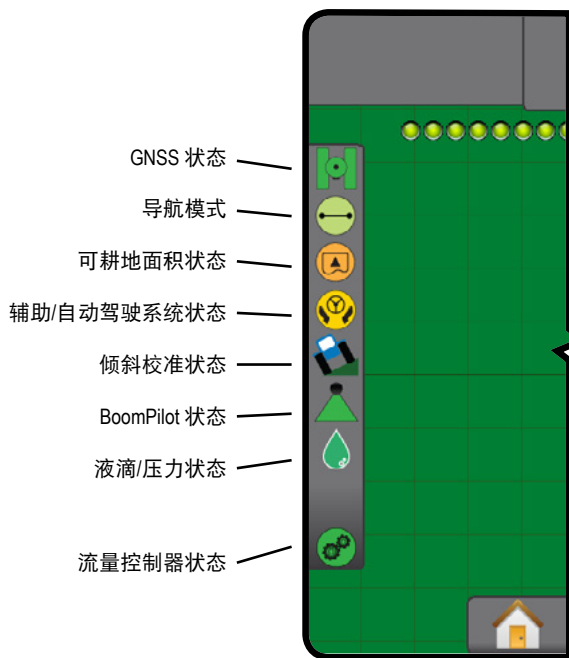 GNSS 状态
导航模式
可耕地面积状态
辅助/自动驾驶系统状态
倾斜校准状态
BoomPilot 状态
液滴/压力状态
流量控制器状态